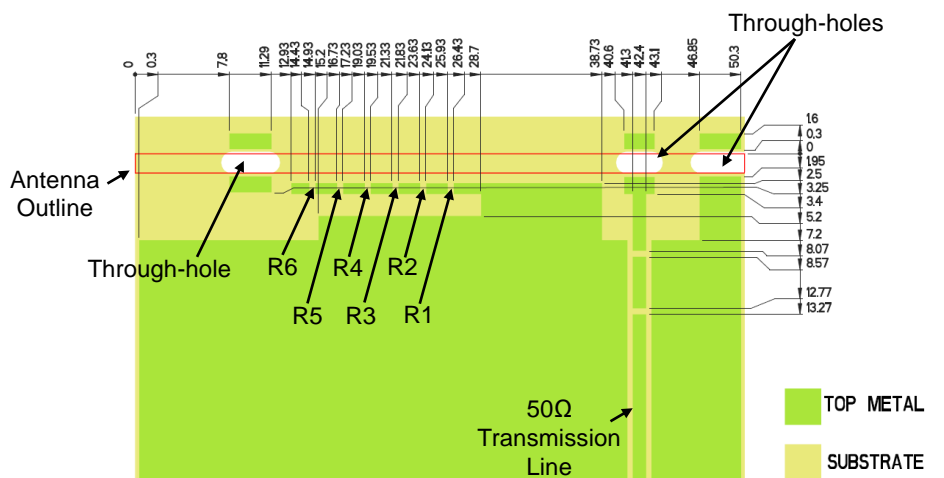 Through-holes
0
0.3
7.8
11.29
12.93
14.43
14.93
15.2
16.73
17.23
19.03
19.53
21.33
21.83
23.63
24.13
25.93
26.43
28.7
38.73
40.6
41.3
42.4
43.1
46.85
50.3
16
0.3
0
195
2.5
3.25
3.4
5.2
7.2
8.07
8.57
12.77
13.27
Antenna
Outline
Through-hole
R6
R4
R2
R5
R3
R1
50Ω
Transmission
Line
TOP METAL
SUBSTRATE